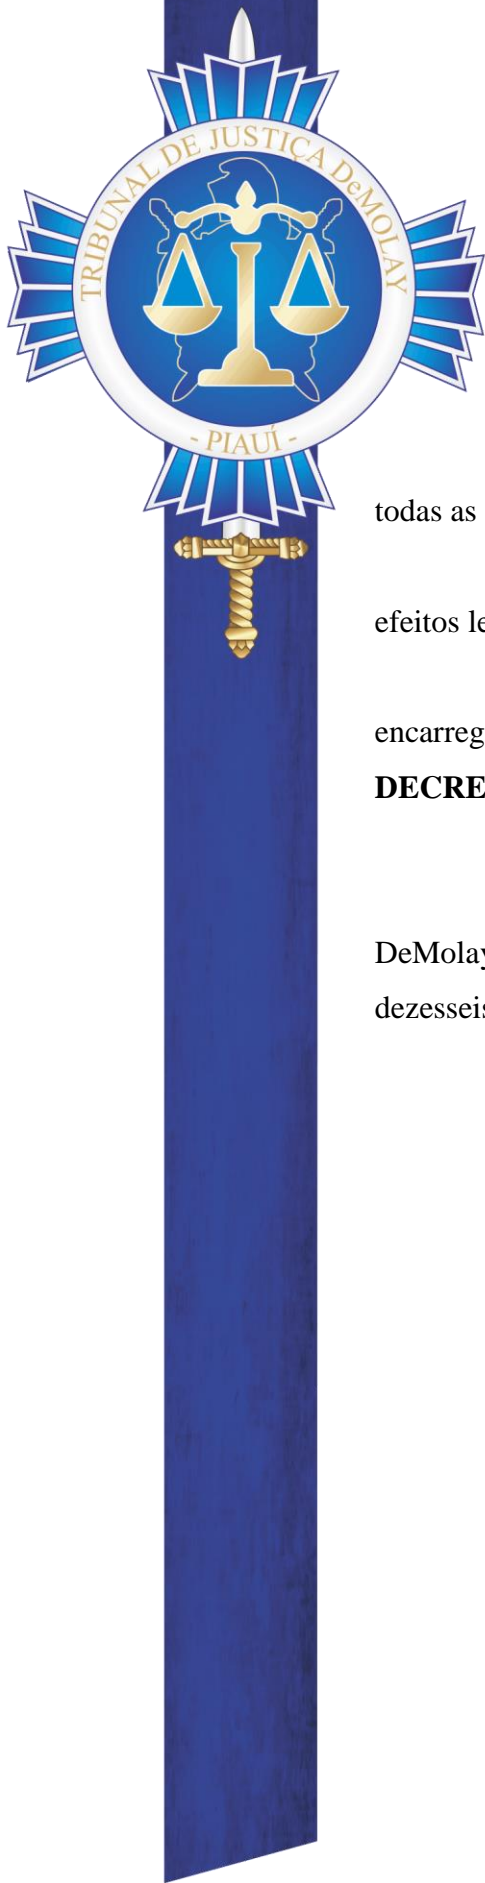 TRIBUNAL DE JUSTIÇA DeMOLAY
- PIAUÍ -
todas as
efeitos le
encarreg
DECRE
DeMolay
dezesseis